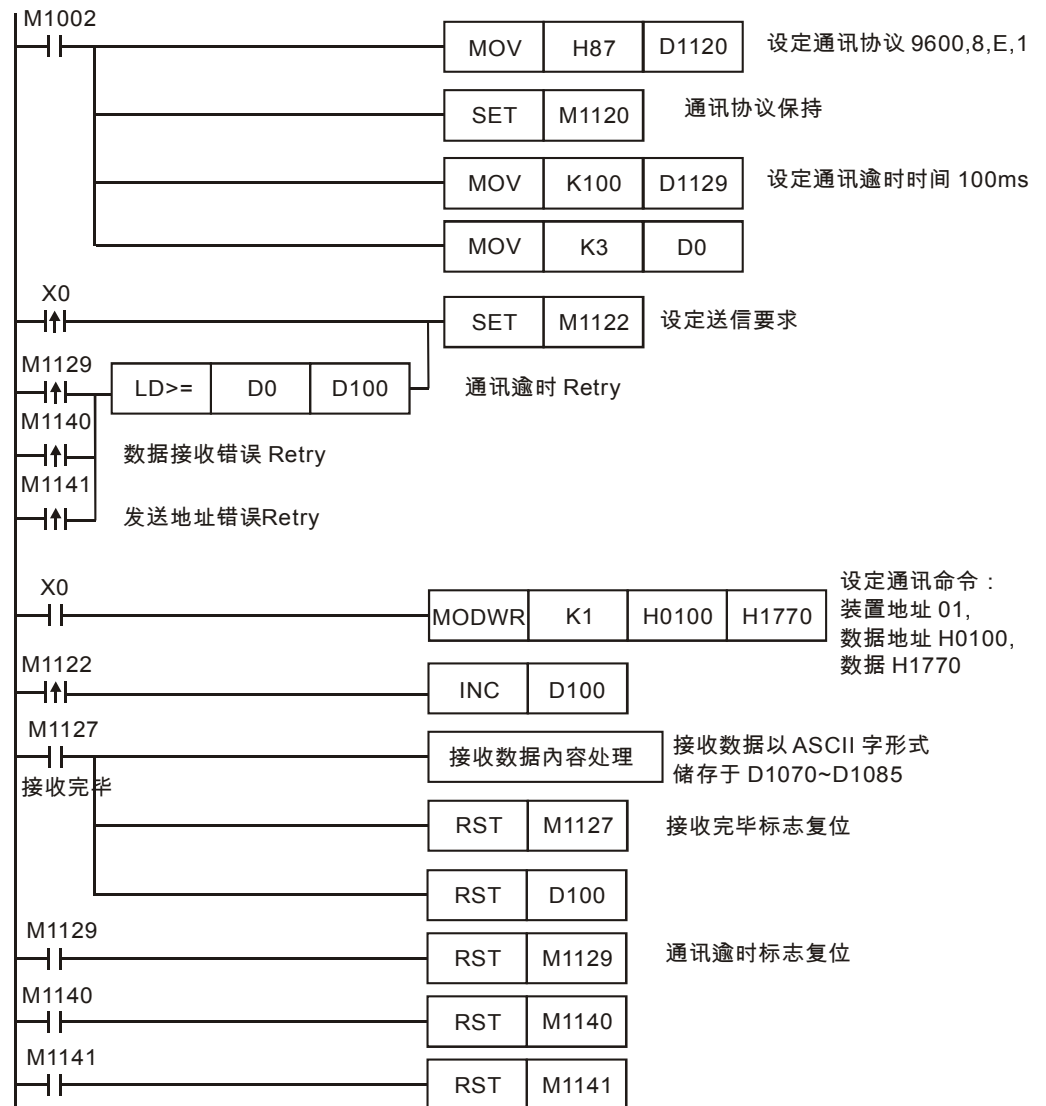 M1002
MOV H87 D1120 设定通讯协议 9600,8,E,1
SET M1120 通讯协议保持
MOV K100 D1129 设定通讯逾时时间 100ms
MOV K3 D0
X0
SET M1122 设定送信要求
M1129
LD>= D0 D100 通讯逾时 Retry
M1140
数据接收错误 Retry
M1141
发送地址错误Retry
X0
MODWR K1 H0100 H1770
设定通讯命令：
装置地址 01,
数据地址 H0100,
数据 H1770
M1122
INC D100
M1127
接收完毕
接收数据內容处理
接收数据以 ASCII 字形式
储存于 D1070~D1085
RST M1127 接收完毕标志复位
RST D100
M1129
RST M1129 通讯逾时标志复位
M1140
RST M1140
M1141
RST M1141